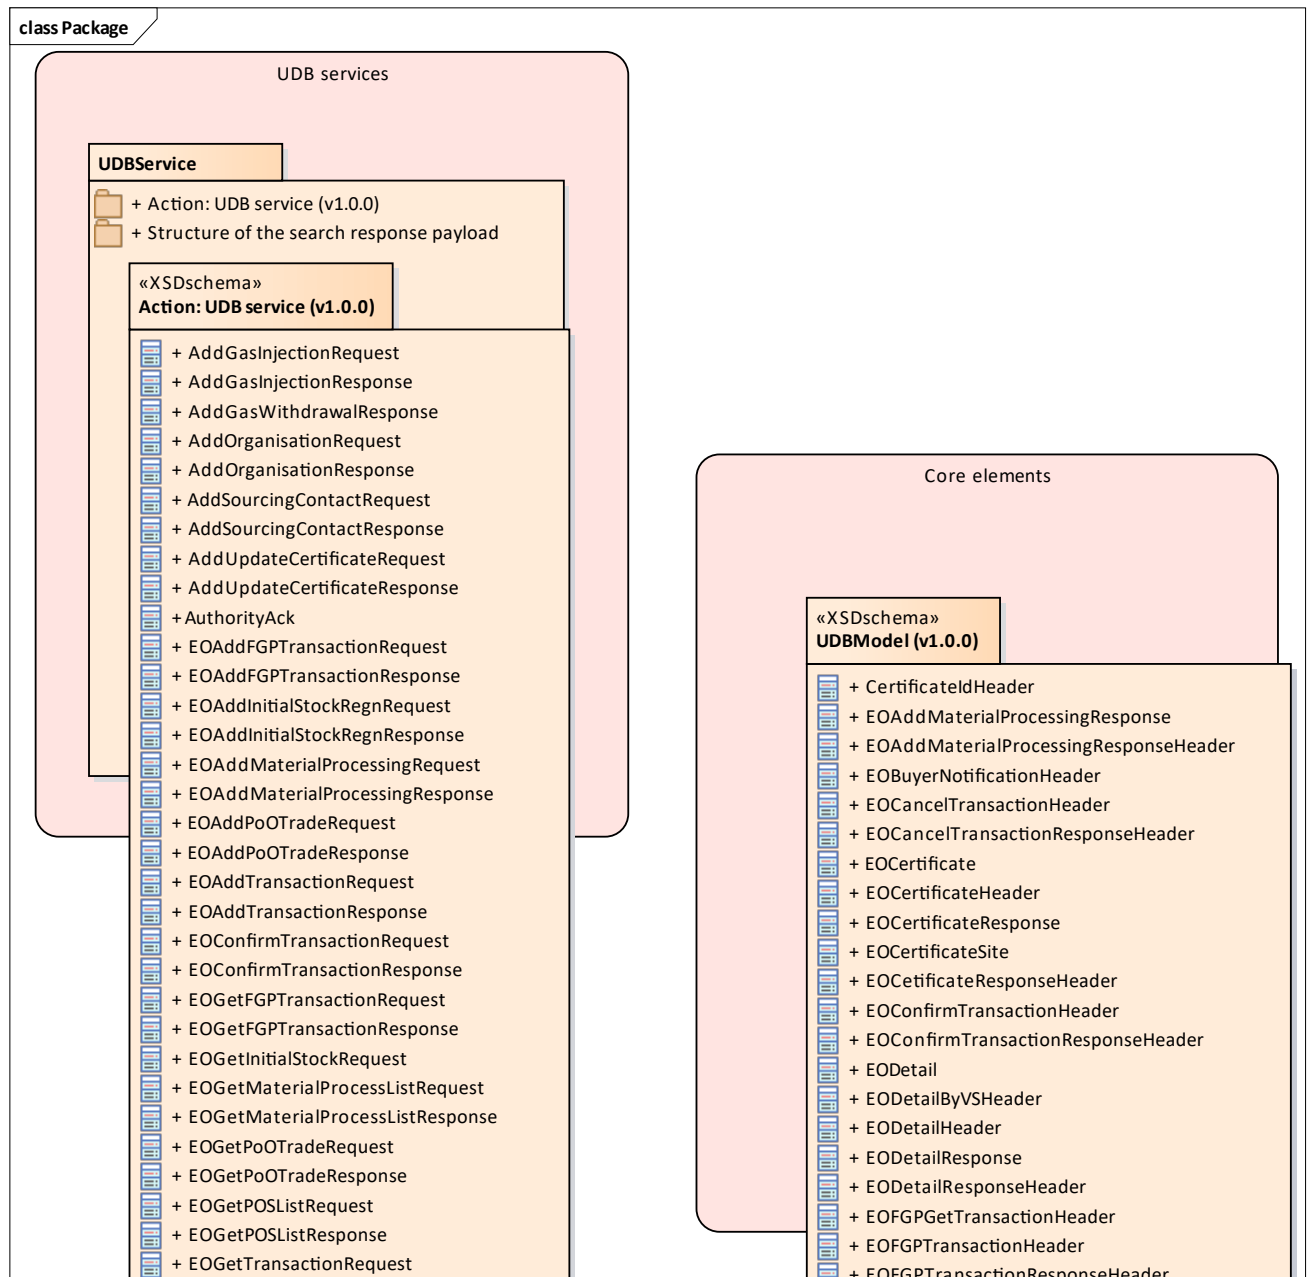 class Package
UDB services
UDBService
+ Action: UDB service (v1.0.0)
+ Structure of the search response payload
«XSDschema»
Action: UDB service (v1.0.0)
+ AddGasInjectionRequest
+ AddGasInjectionResponse
+ AddGasWithdrawalResponse
+ AddOrganisationRequest
+ AddOrganisationResponse
+ AddSourcingContactRequest
+ AddSourcingContactResponse
+ AddUpdateCertificateRequest
+ AddUpdateCertificateResponse
+ AuthorityAck
+ EOAddFGPTransactionRequest
+ EOAddFGPTransactionResponse
+ EOAddInitialStockRegnRequest
+ EOAddInitialStockRegnResponse
+ EOAddMaterialProcessingRequest
+ EOAddMaterialProcessingResponse
+ EOAddPoOTradeRequest
+ EOAddPoOTradeResponse
+ EOAddTransactionRequest
+ EOAddTransactionResponse
+ EOConfirmTransactionRequest
+ EOConfirmTransactionResponse
+ EOGetFGPTransactionRequest
+ EOGetFGPTransactionResponse
+ EOGetInitialStockRequest
+ EOGetMaterialProcessListRequest
+ EOGetMaterialProcessListResponse
+ EOGetPoOTradeRequest
+ EOGetPoOTradeResponse
+ EOGetPOSListRequest
+ EOGetPOSListResponse
+ EOGetTransactionRequest
Core elements
«XSDschema»
UDBModel (v1.0.0)
+ CertificateIdHeader
+ EOAddMaterialProcessingResponse
+ EOAddMaterialProcessingResponseHeader
+ EOBuyerNotificationHeader
+ EOCancelTransactionHeader
+ EOCancelTransactionResponseHeader
+ EOCertificate
+ EOCertificateHeader
+ EOCertificateResponse
+ EOCertificateSite
+ EOCetificateResponseHeader
+ EOConfirmTransactionHeader
+ EOConfirmTransactionResponseHeader
+ EODetail
+ EODetailByVSHeader
+ EODetailHeader
+ EODetailResponse
+ EODetailResponseHeader
+ EOFGPGetTransactionHeader
+ EOFGPTransactionHeader
+ EOFGPTransactionResponseHeader